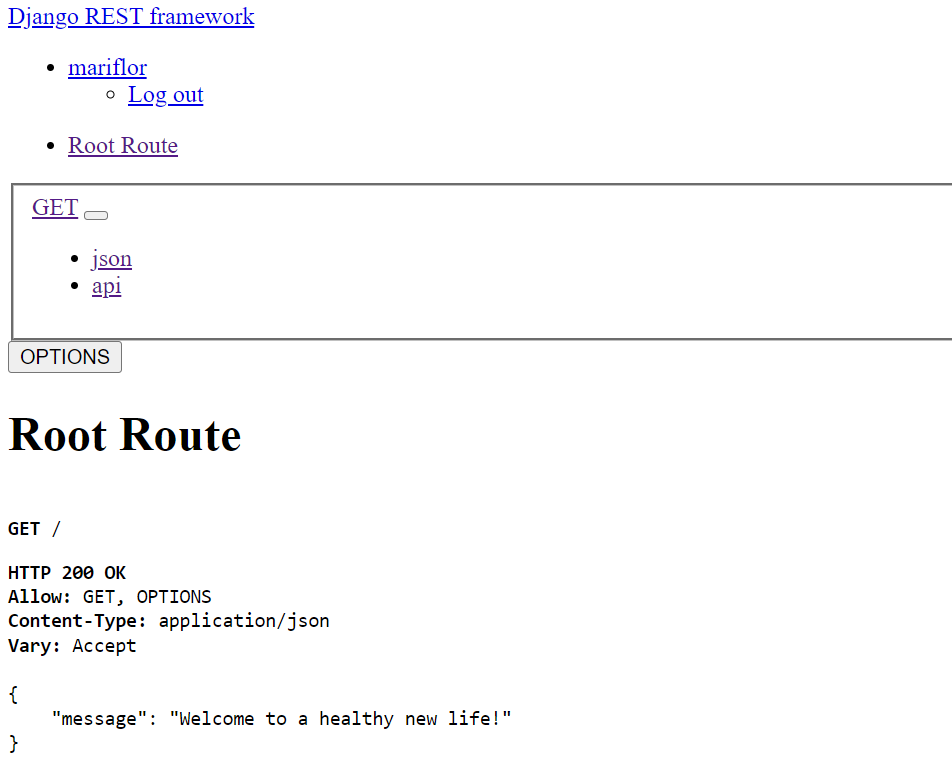 Django REST framework
mariflor
Log out
Root Route
GET
json
api
OPTIONS
Root Route
GET /
HTTP 200 OK
Allow: GET, OPTIONS
Content-Type: application/json
Vary: Accept
{
    "message": "Welcome to a healthy new life!"
}